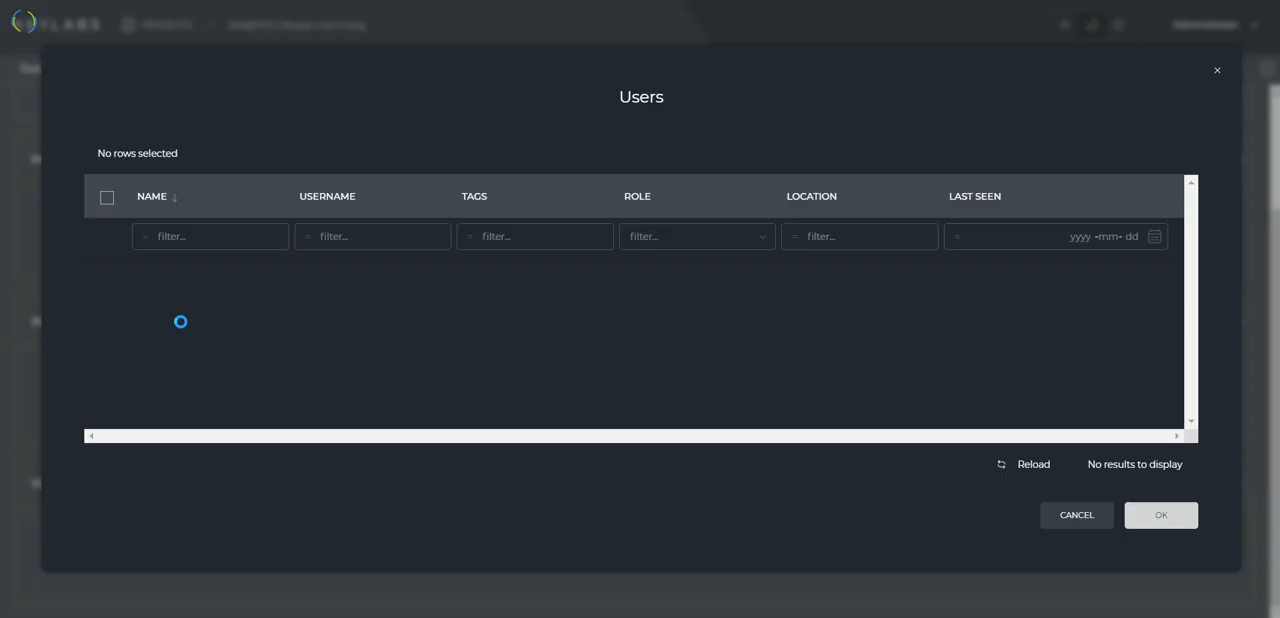 Users
No rows selected
NAME USERNAME TAGS ROLE LOCATION LAST SEEN
= filter... = filter... = filter... filter... = filter... = yyyy -mm- dd
Reload No results to display
CANCEL OK